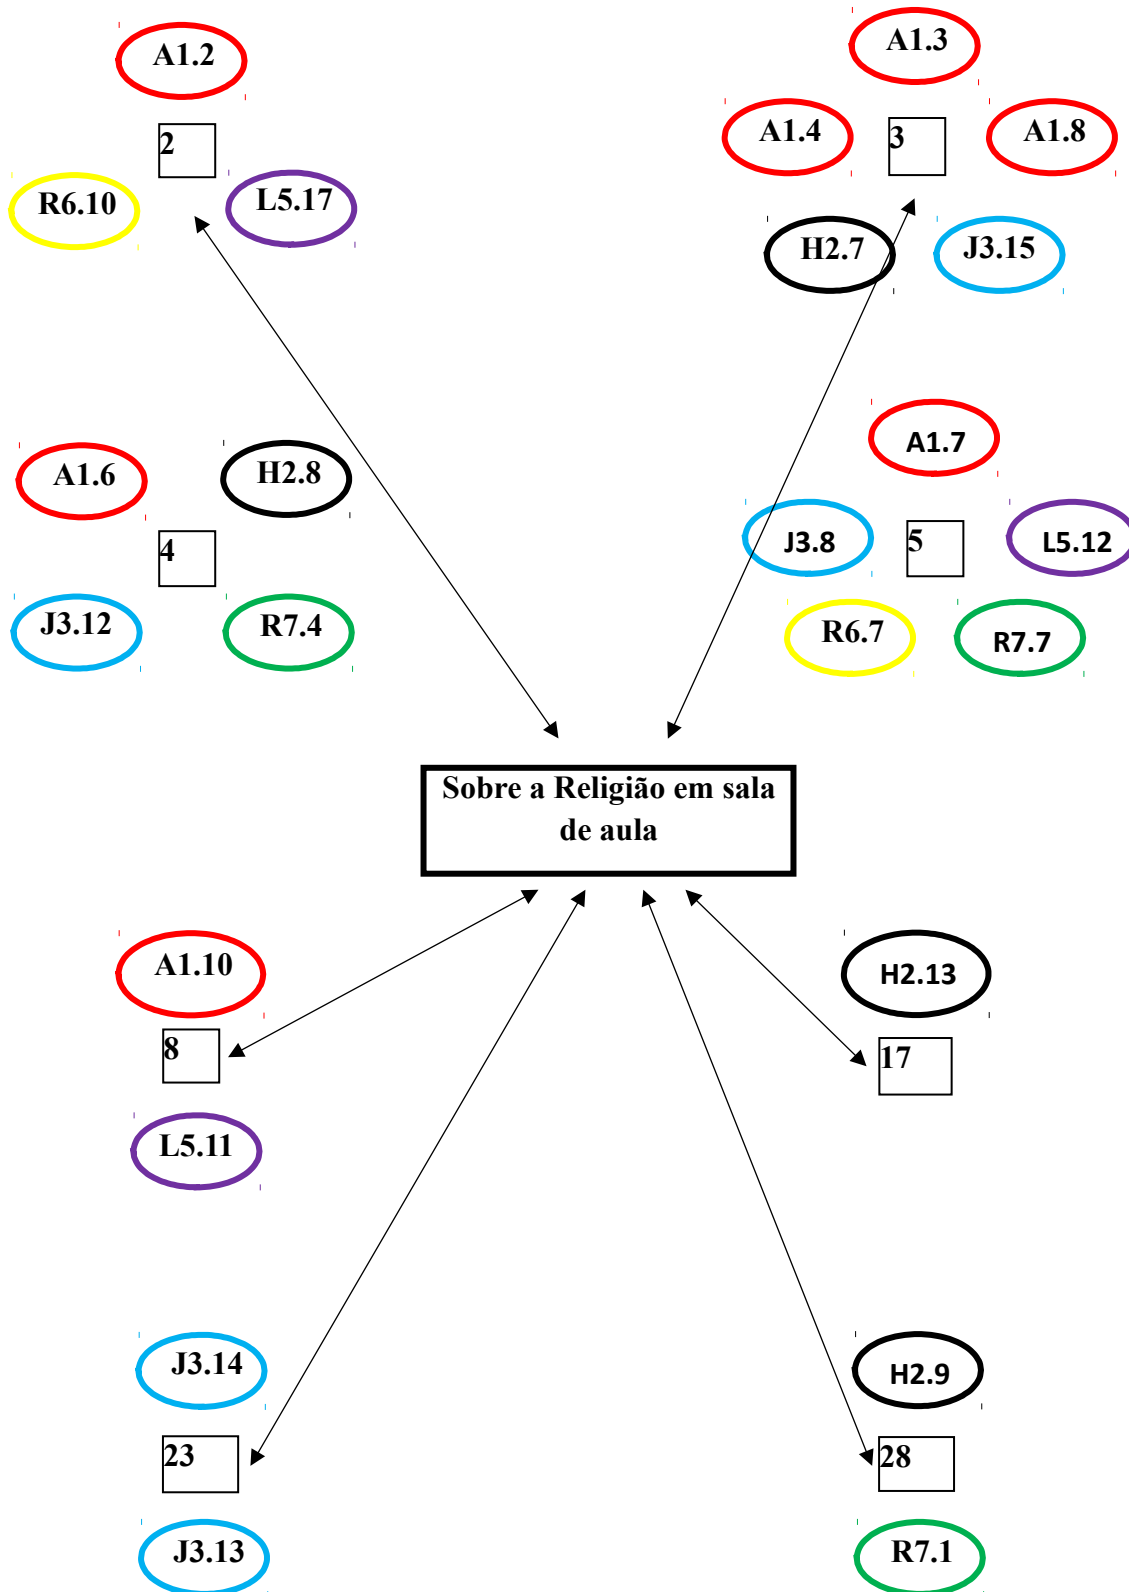 A1.2
2
R6.10
L5.17
A1.3
A1.4
3
A1.8
H2.7
J3.15
A1.6
H2.8
4
J3.12
R7.4
A1.7
J3.8
5
L5.12
R6.7
R7.7
Sobre a Religião em sala
de aula
A1.10
8
L5.11
H2.13
17
J3.14
23
J3.13
H2.9
28
R7.1